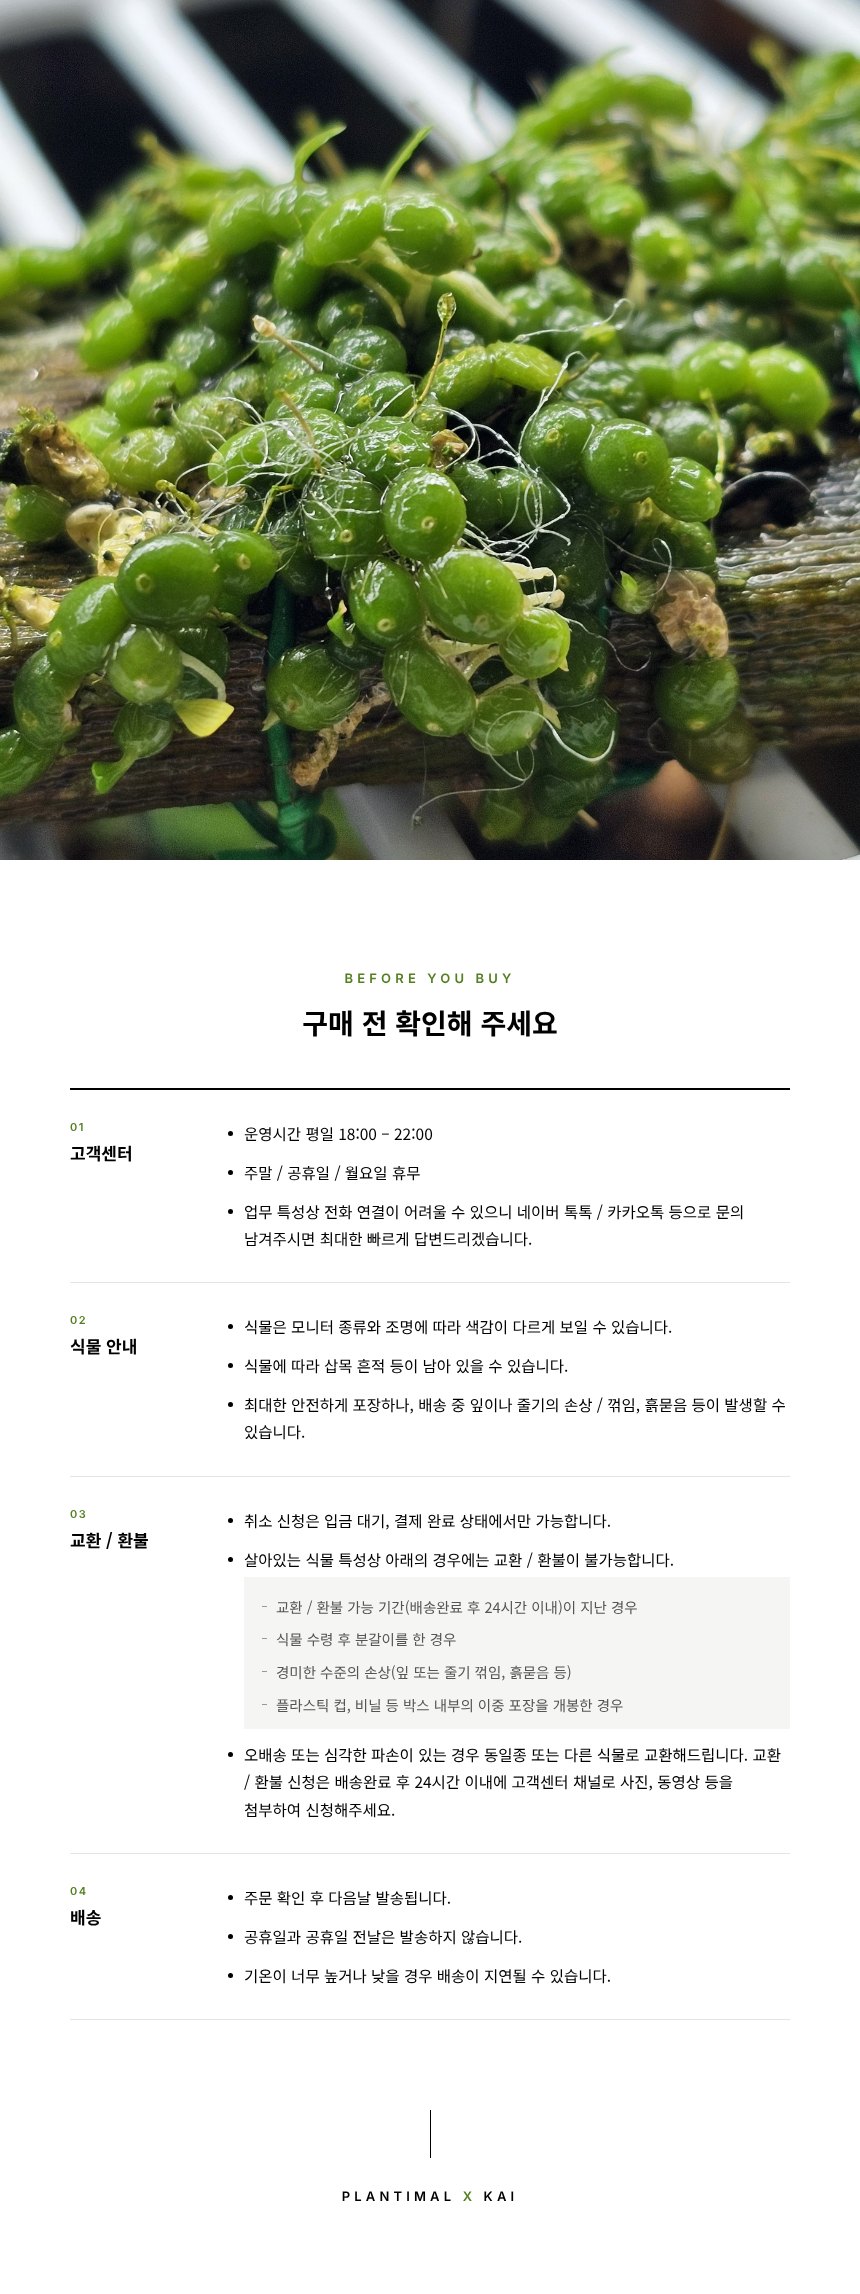 BEFORE YOU BUY
구매 전 확인해 주세요
01
고객센터
운영시간 평일 18:00 – 22:00
주말 / 공휴일 / 월요일 휴무
업무 특성상 전화 연결이 어려울 수 있으니 네이버 톡톡 / 카카오톡 등으로 문의
남겨주시면 최대한 빠르게 답변드리겠습니다.
02
식물 안내
식물은 모니터 종류와 조명에 따라 색감이 다르게 보일 수 있습니다.
식물에 따라 삽목 흔적 등이 남아 있을 수 있습니다.
최대한 안전하게 포장하나, 배송 중 잎이나 줄기의 손상 / 꺾임, 흙묻음 등이 발생할 수
있습니다.
03
교환 / 환불
취소 신청은 입금 대기, 결제 완료 상태에서만 가능합니다.
살아있는 식물 특성상 아래의 경우에는 교환 / 환불이 불가능합니다.
– 교환 / 환불 가능 기간(배송완료 후 24시간 이내)이 지난 경우
– 식물 수령 후 분갈이를 한 경우
– 경미한 수준의 손상(잎 또는 줄기 꺾임, 흙묻음 등)
– 플라스틱 컵, 비닐 등 박스 내부의 이중 포장을 개봉한 경우
오배송 또는 심각한 파손이 있는 경우 동일종 또는 다른 식물로 교환해드립니다. 교환
/ 환불 신청은 배송완료 후 24시간 이내에 고객센터 채널로 사진, 동영상 등을
첨부하여 신청해주세요.
04
배송
주문 확인 후 다음날 발송됩니다.
공휴일과 공휴일 전날은 발송하지 않습니다.
기온이 너무 높거나 낮을 경우 배송이 지연될 수 있습니다.
PLANTIMAL X KAI